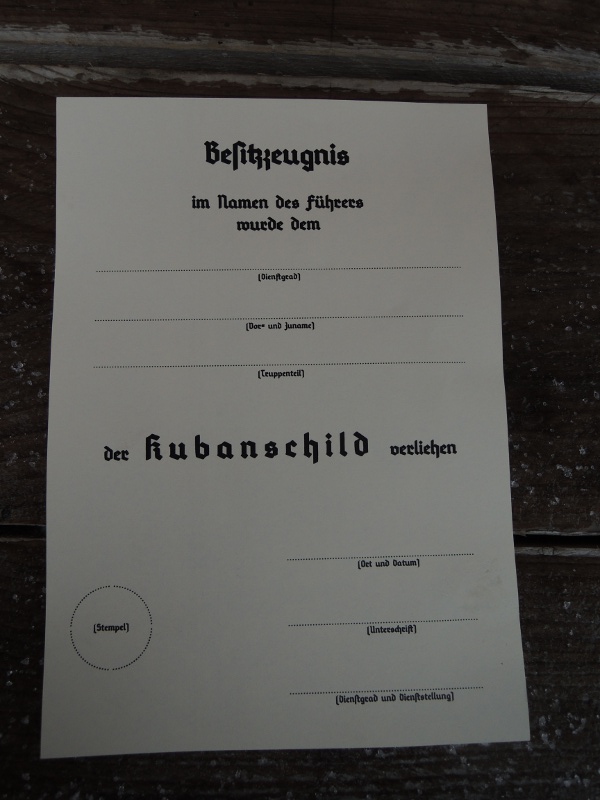 Besitzzeugnis
im Namen des Führers
wurde dem
(Dienstgrad)
(Vor= und Zuname)
(Truppenteil)
der Kubanschild verliehen
(Ort und Datum)
(Stempel)
(Unterschrift)
(Dienstgrad und Dienststellung)